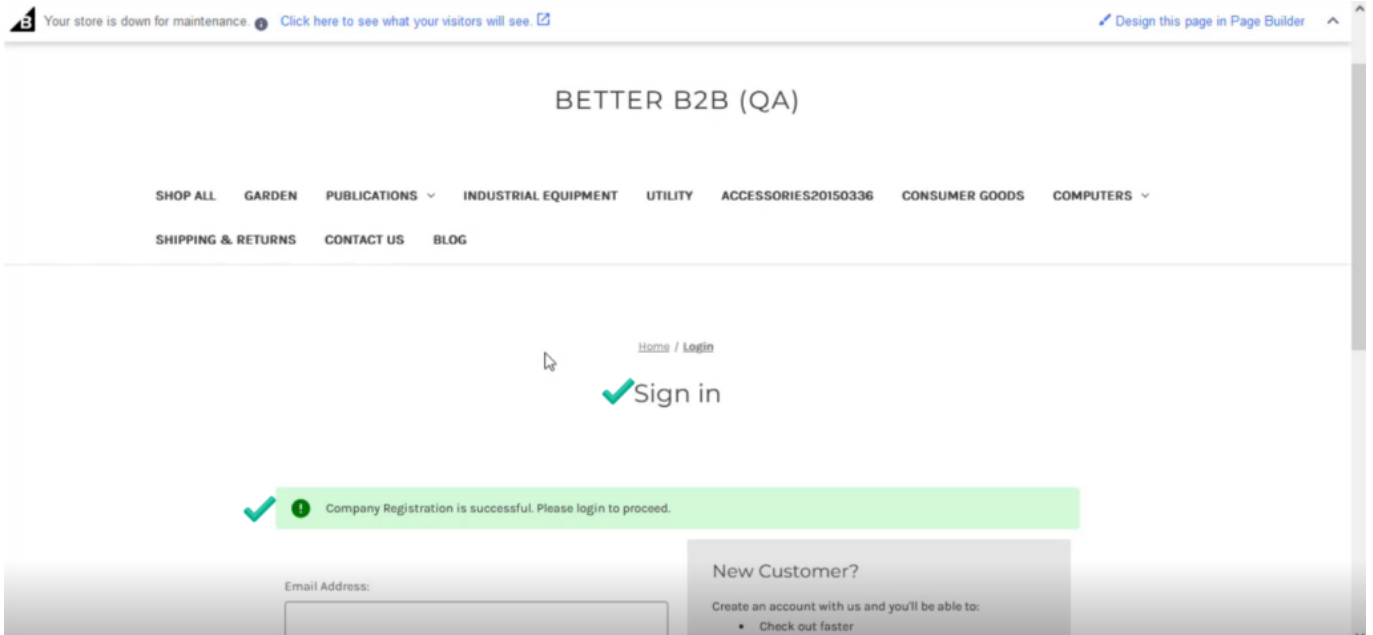 Your store is down for maintenance. Click here to see what your visitors will see. Design this page in Page Builder
BETTER B2B (QA)
SHOP ALL GARDEN PUBLICATIONS INDUSTRIAL EQUIPMENT UTILITY ACCESSORIES20150336 CONSUMER GOODS COMPUTERS
SHIPPING & RETURNS CONTACT US BLOG
Home / Login
Sign in
Company Registration is successful. Please login to proceed.
New Customer?
Email Address:
Create an account with us and you'll be able to:
• Check out faster